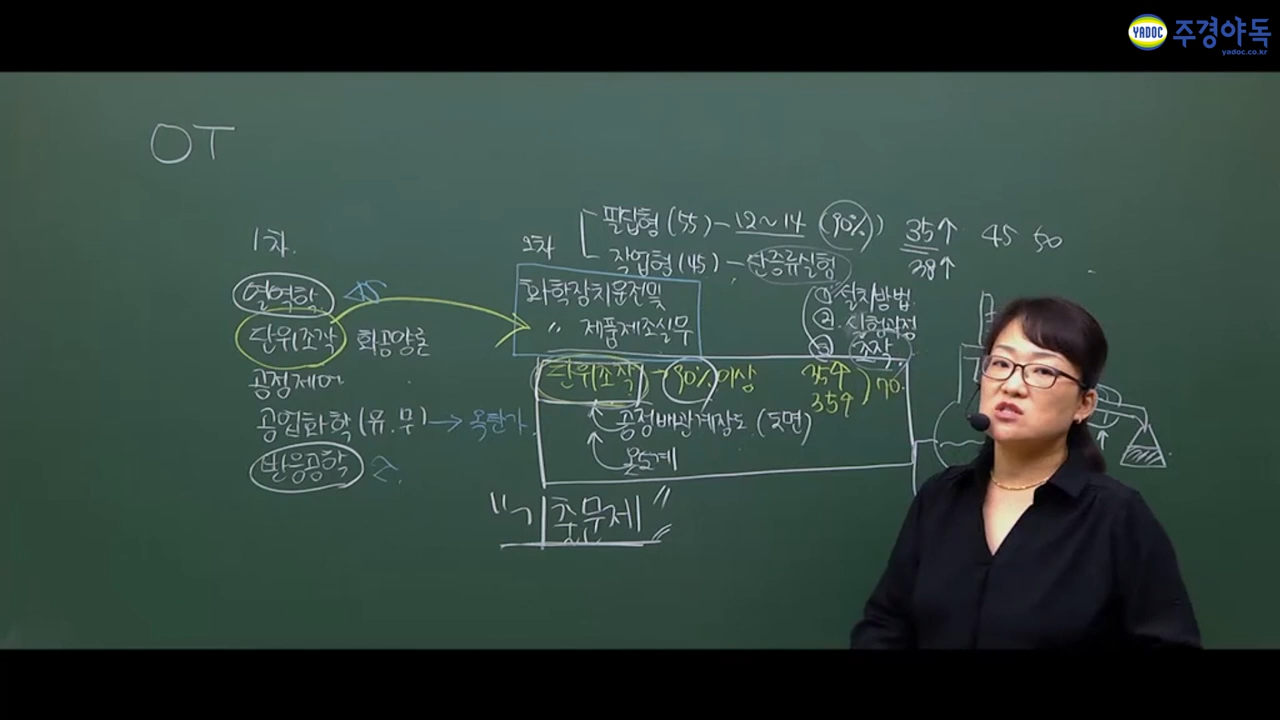 YADOC 주경야독
yadoc.co.kr
OT
1차.
열역학
단위조작 화공양론
공정제어
공업화학 (유.무) → 옥탄가
반응공학
2차 필답형 (55) - 12~14 (90%) 35↑ 45 50
작업형 (45) - 단증류실험 38↑
화학장치운전및
〃 제품제조실무
① 설치방법.
② 실험과정
③ 조작.
단위조작 - 90% 이상 35↑ 35↑ ) 70.
공정배관계장도 (도면)
온도계
"기출문제"